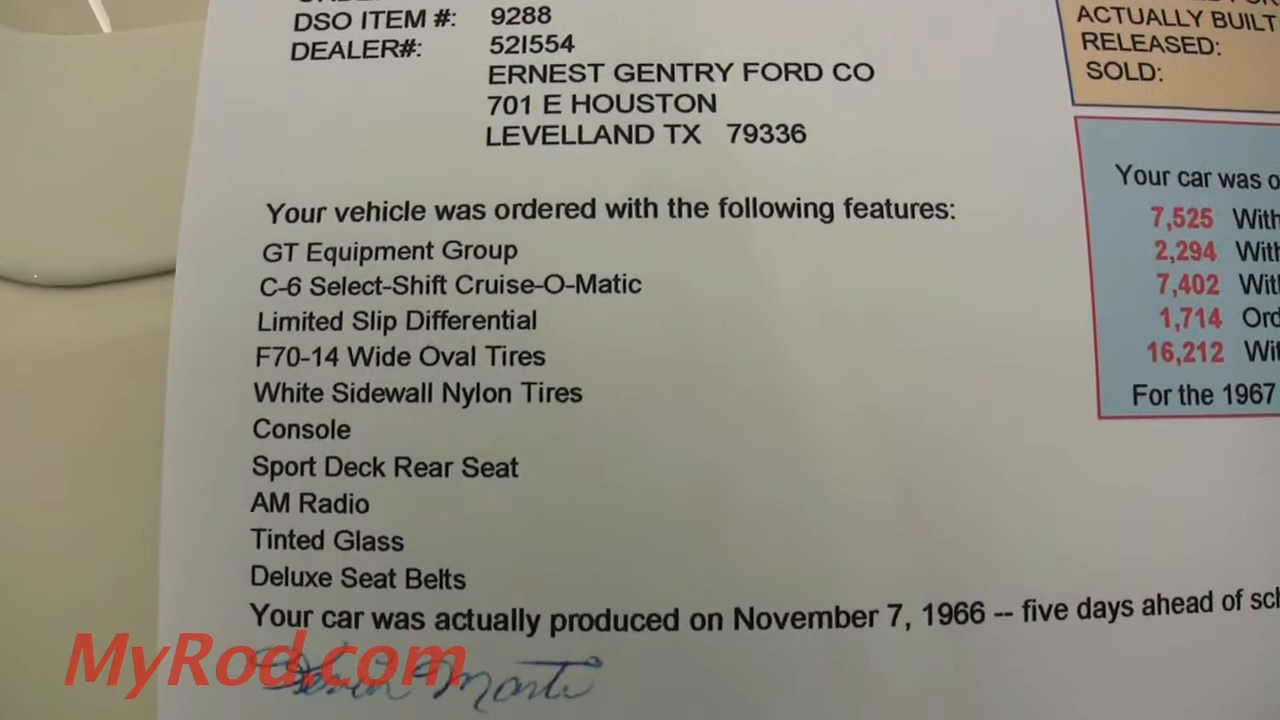 DSO ITEM #: 9288
DEALER#: 521554
ERNEST GENTRY FORD CO
701 E HOUSTON
LEVELLAND TX 79336
ACTUALLY BUILT
RELEASED:
SOLD:
Your vehicle was ordered with the following features:
GT Equipment Group
C-6 Select-Shift Cruise-O-Matic
Limited Slip Differential
F70-14 Wide Oval Tires
White Sidewall Nylon Tires
Console
Sport Deck Rear Seat
AM Radio
Tinted Glass
Deluxe Seat Belts
Your car was actually produced on November 7, 1966 -- five days ahead of
Your car was
7,525 With
2,294 With
7,402 With
1,714
16,212
For the 1967
MyRod.com